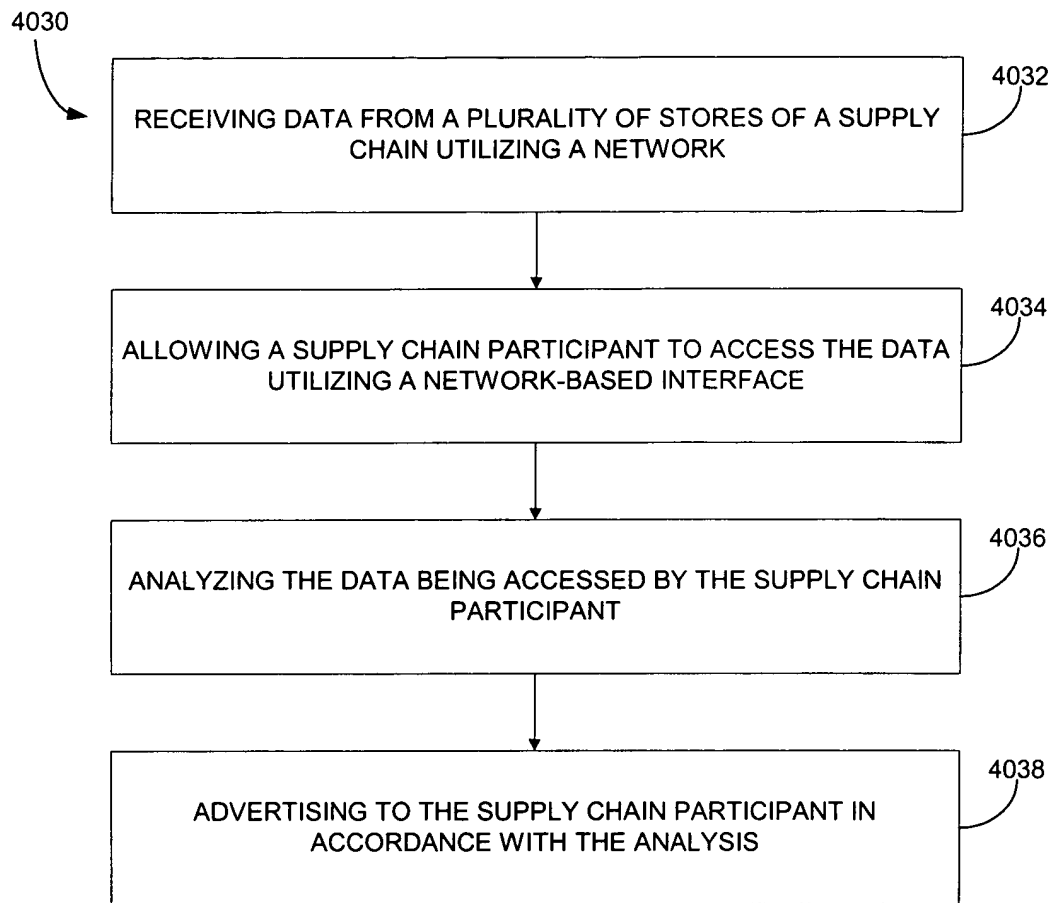 4030
4032
RECEIVING DATA FROM A PLURALITY OF STORES OF A SUPPLY
CHAIN UTILIZING A NETWORK
4034
ALLOWING A SUPPLY CHAIN PARTICIPANT TO ACCESS THE DATA
UTILIZING A NETWORK-BASED INTERFACE
4036
ANALYZING THE DATA BEING ACCESSED BY THE SUPPLY CHAIN
PARTICIPANT
4038
ADVERTISING TO THE SUPPLY CHAIN PARTICIPANT IN
ACCORDANCE WITH THE ANALYSIS